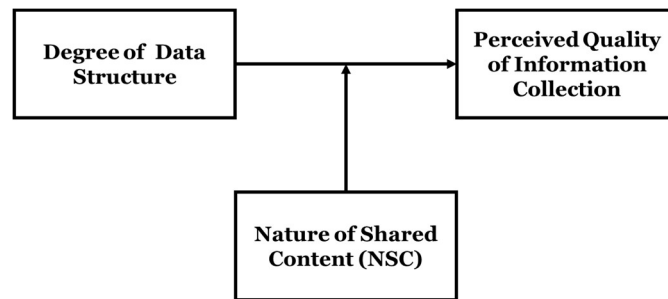 Degree of Data
Structure
Perceived Quality
of Information
Collection
Nature of Shared
Content (NSC)